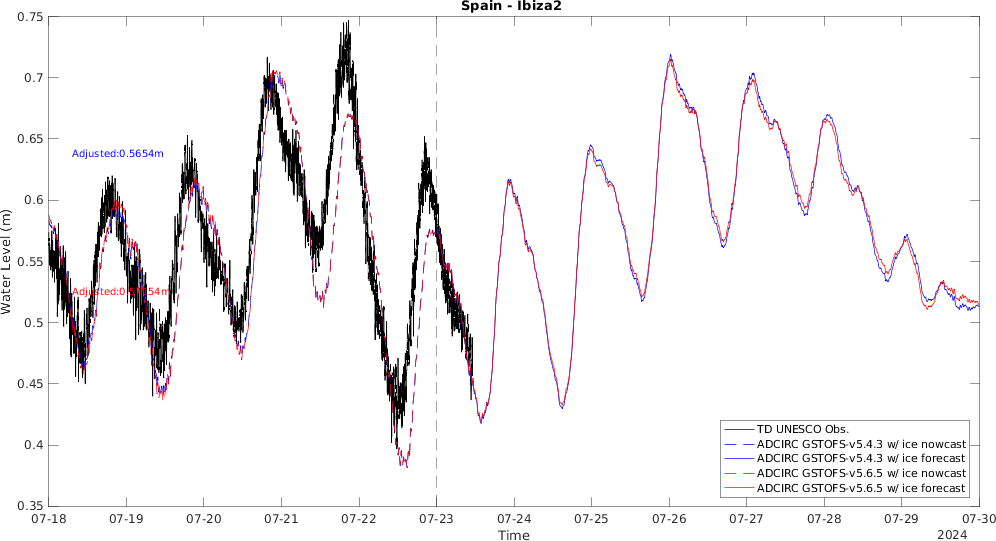 Spain - Ibiza2
Water Level (m)
0.75
0.7
0.65
0.6
0.55
0.5
0.45
0.4
0.35
Adjusted:0.5654m
TD UNESCO Obs.
ADCIRC GSTOFS-v5.4.3 w/ ice nowcast
ADCIRC GSTOFS-v5.4.3 w/ ice forecast
ADCIRC GSTOFS-v5.6.5 w/ ice nowcast
ADCIRC GSTOFS-v5.6.5 w/ ice forecast
07-18 07-19 07-20 07-21 07-22 07-23 07-24 07-25 07-26 07-27 07-28 07-29 07-30
Time
2024